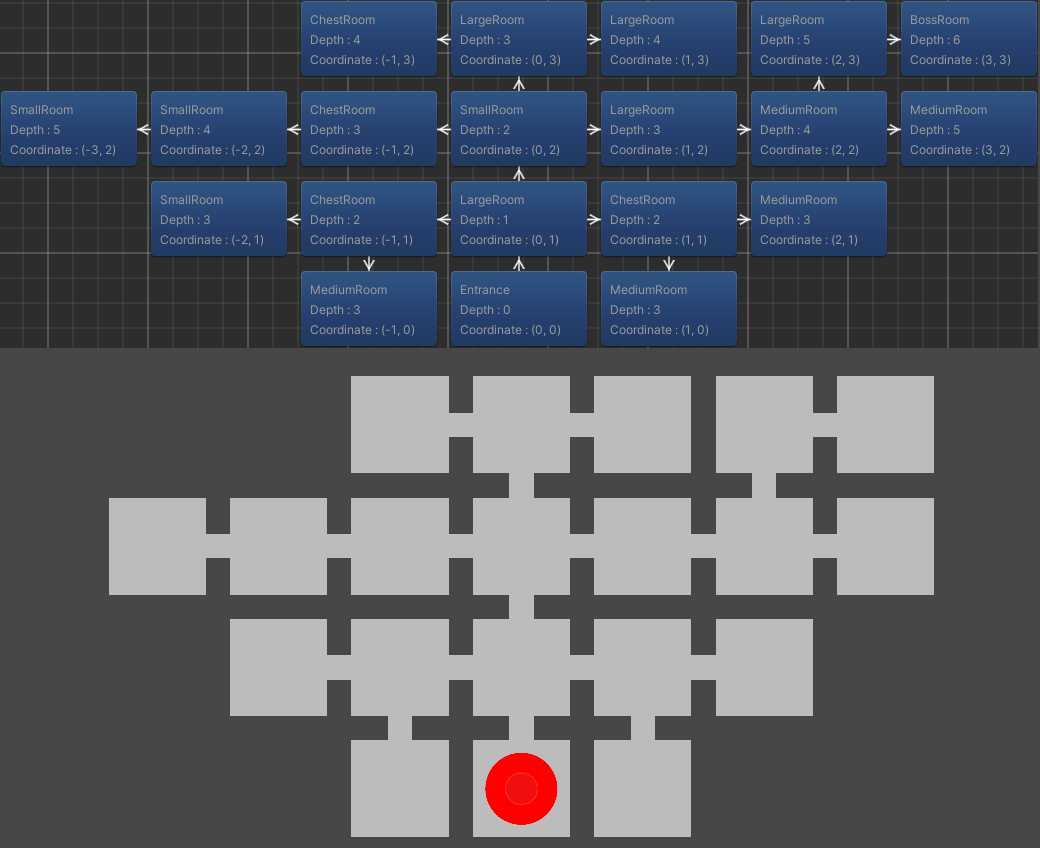 ChestRoom
Depth : 4
Coordinate : (-1, 3)
LargeRoom
Depth : 3
Coordinate : (0, 3)
LargeRoom
Depth : 4
Coordinate : (1, 3)
LargeRoom
Depth : 5
Coordinate : (2, 3)
BossRoom
Depth : 6
Coordinate : (3, 3)
SmallRoom
Depth : 5
Coordinate : (-3, 2)
SmallRoom
Depth : 4
Coordinate : (-2, 2)
ChestRoom
Depth : 3
Coordinate : (-1, 2)
SmallRoom
Depth : 2
Coordinate : (0, 2)
LargeRoom
Depth : 3
Coordinate : (1, 2)
MediumRoom
Depth : 4
Coordinate : (2, 2)
MediumRoom
Depth : 5
Coordinate : (3, 2)
SmallRoom
Depth : 3
Coordinate : (-2, 1)
ChestRoom
Depth : 2
Coordinate : (-1, 1)
LargeRoom
Depth : 1
Coordinate : (0, 1)
ChestRoom
Depth : 2
Coordinate : (1, 1)
MediumRoom
Depth : 3
Coordinate : (2, 1)
MediumRoom
Depth : 3
Coordinate : (-1, 0)
Entrance
Depth : 0
Coordinate : (0, 0)
MediumRoom
Depth : 3
Coordinate : (1, 0)